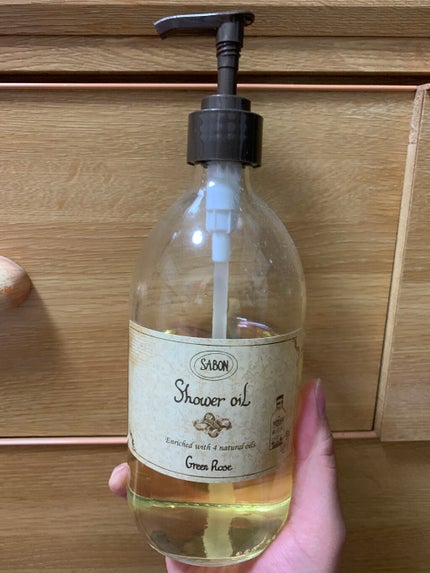 SABON
Shower oil
Enriched with 4 natural oils
Green Rose